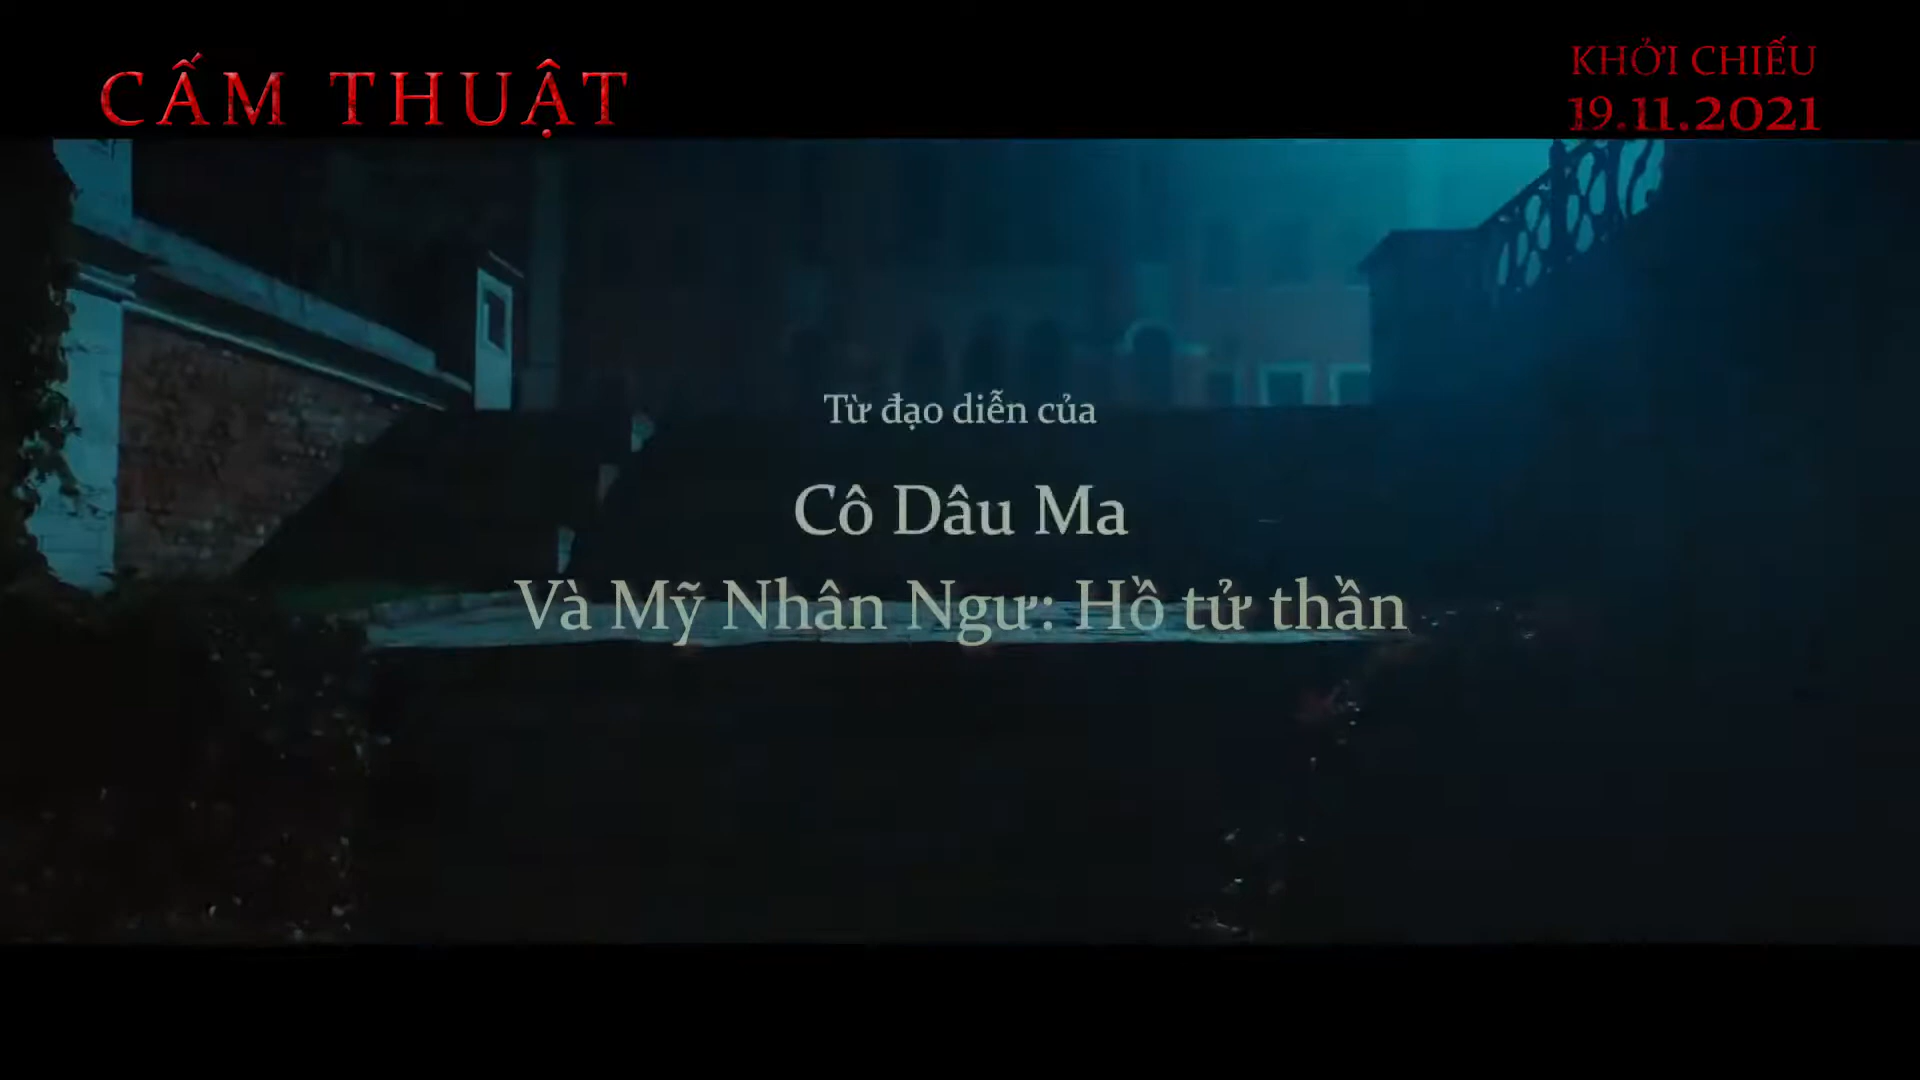 CẤM THUẬT
KHỞI CHIẾU
19.11.2021
Từ đạo diễn của
Cô Dâu Ma
Và Mỹ Nhân Ngư: Hồ tử thần